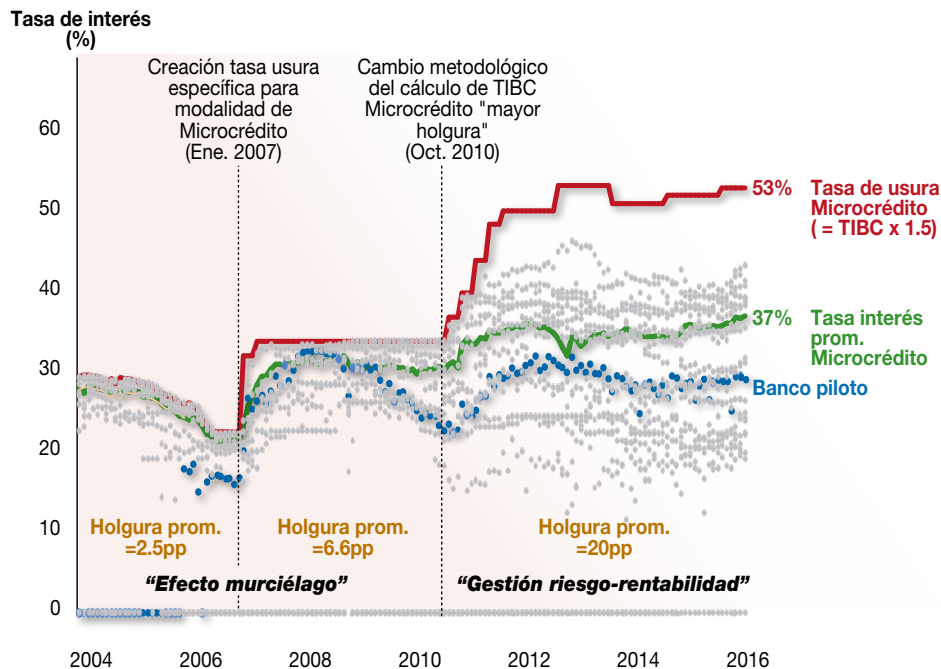 Tasa de interés
(%)
Creación tasa usura
específica para
modalidad de
Microcrédito
(Ene. 2007)
Cambio metodológico
del cálculo de TIBC
Microcrédito "mayor
holgura"
(Oct. 2010)
60
50
40
30
20
10
0
53%
Tasa de usura
Microcrédito
( = TIBC x 1.5)
37%
Tasa interés
prom.
Microcrédito
Banco piloto
Holgura prom.
=2.5pp
Holgura prom.
=6.6pp
Holgura prom.
=20pp
“Efecto murciélago”
“Gestión riesgo-rentabilidad”
2004
2006
2008
2010
2012
2014
2016